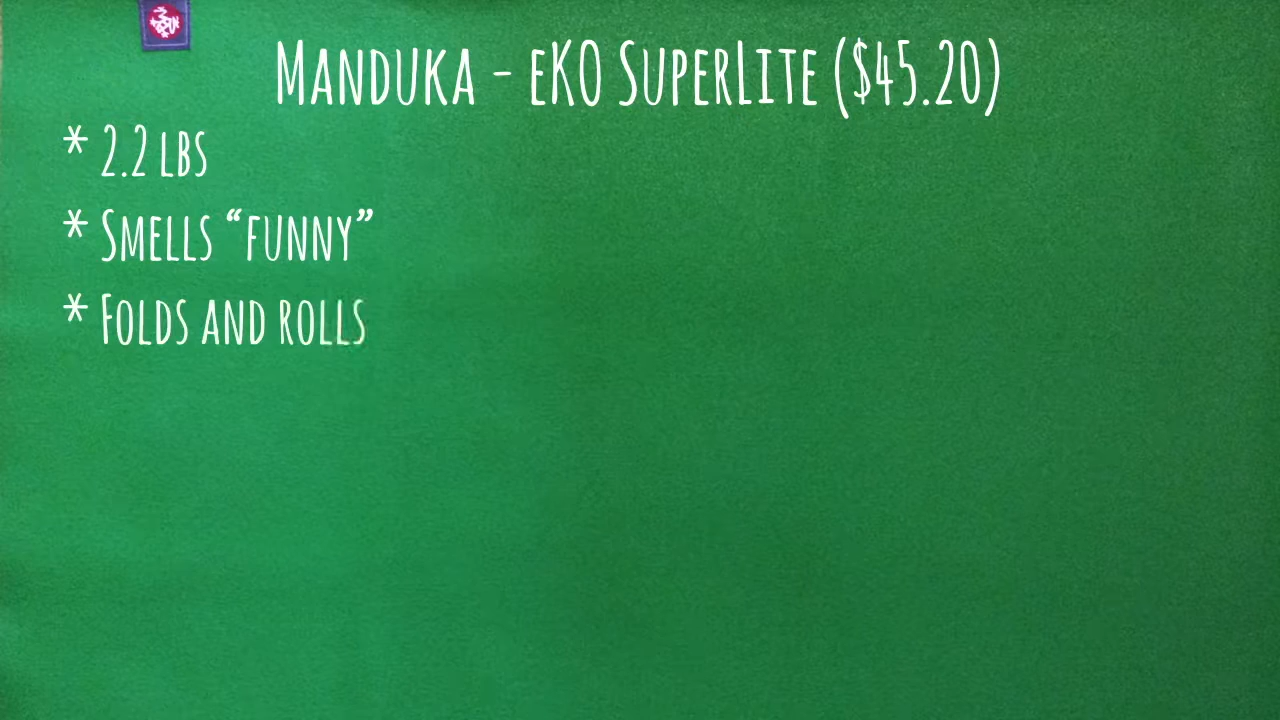 Manduka - eKO SuperLite ($45.20)
* 2.2 lbs
* Smells “funny”
* Folds and rolls